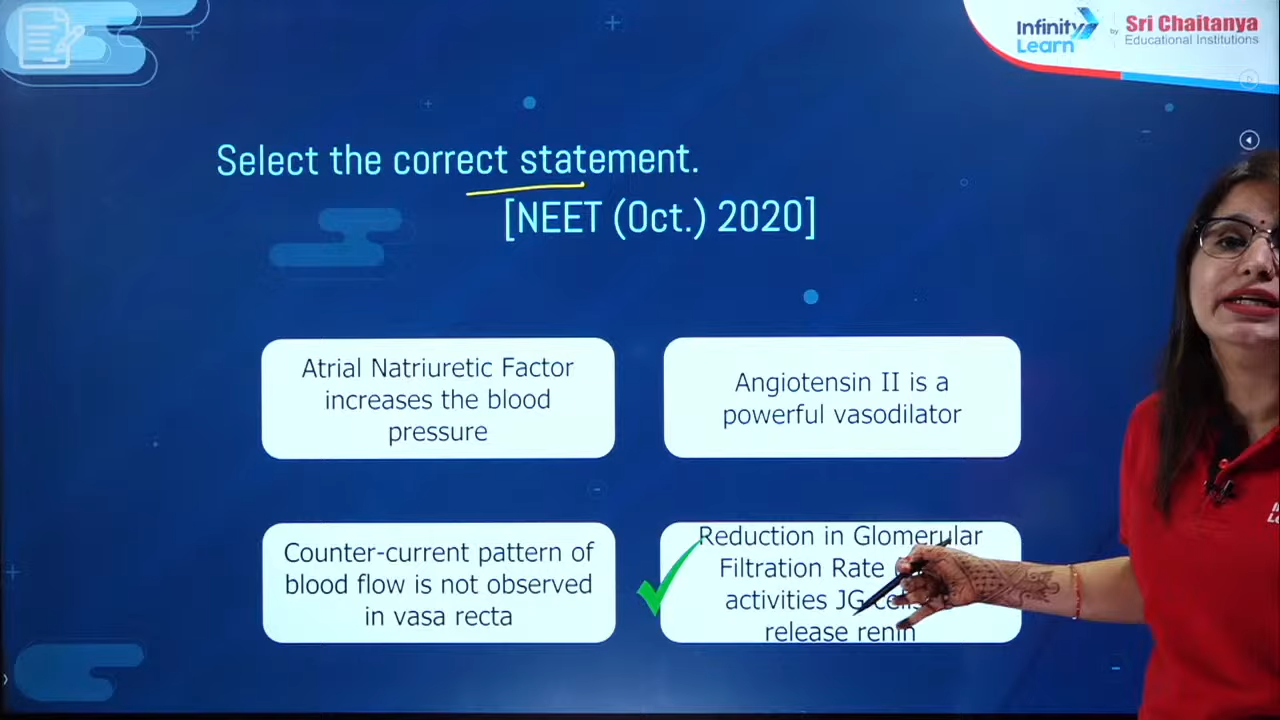 Infinity
Learn
by
Sri Chaitanya
Educational Institutions
Select the correct statement.
[NEET (Oct.) 2020]
Atrial Natriuretic Factor
increases the blood
pressure
Angiotensin II is a
powerful vasodilator
Counter-current pattern of
blood flow is not observed
in vasa recta
Reduction in Glomerular
Filtration Rate
activities JG cells
release renin